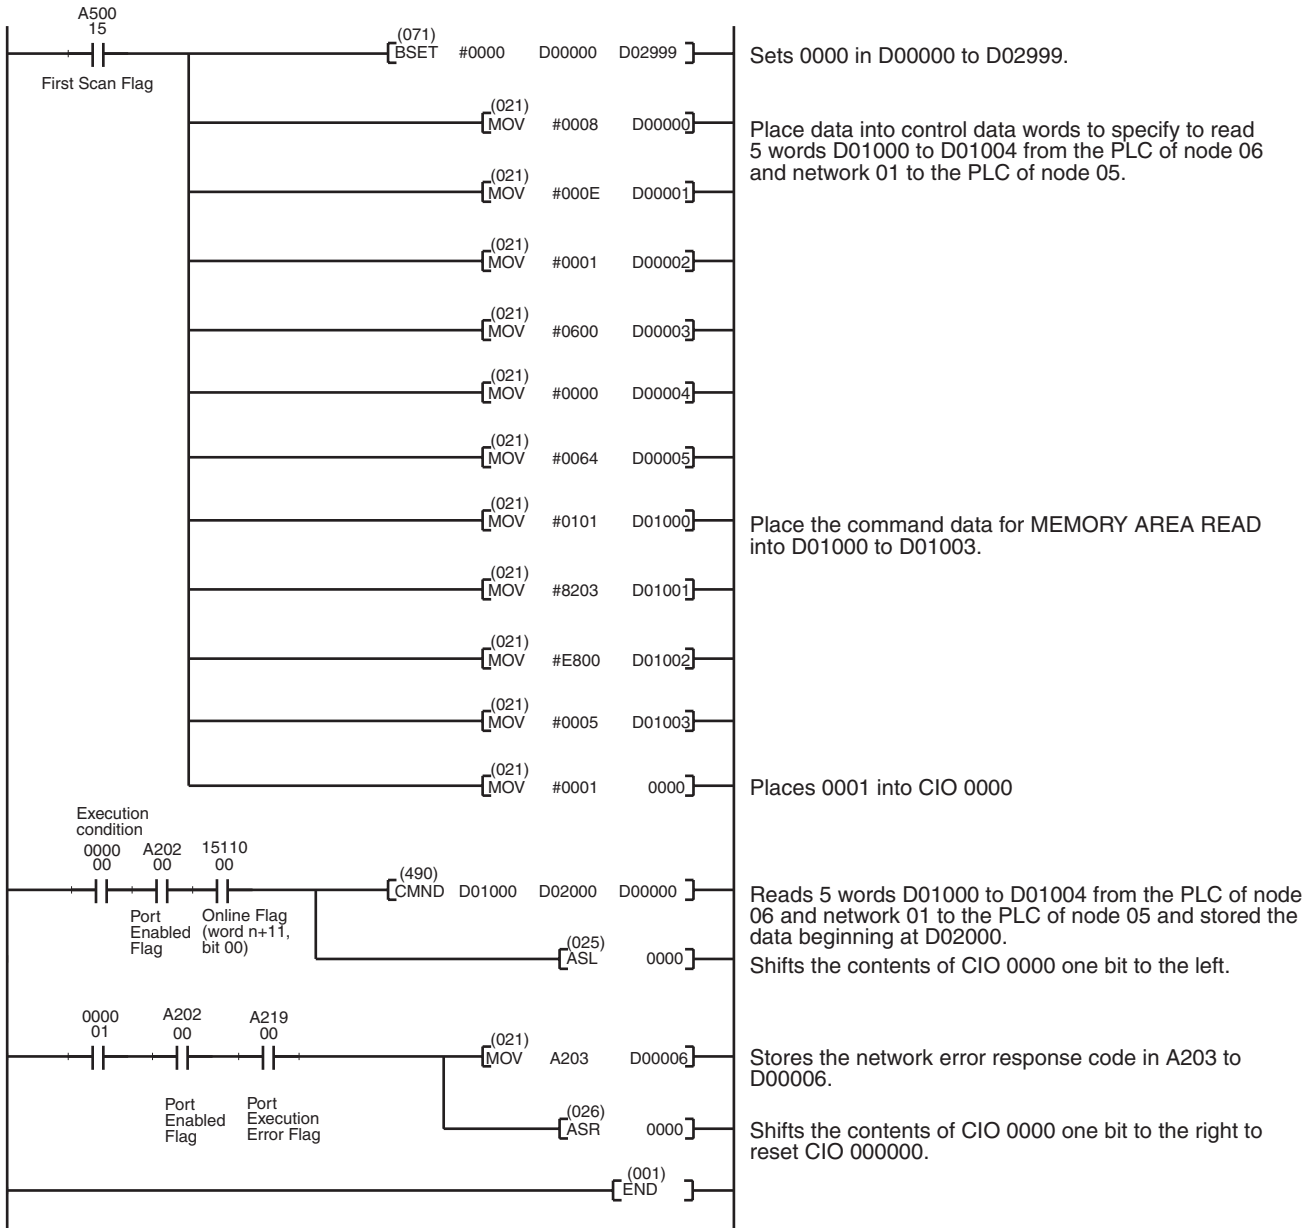 A500
15
First Scan Flag
(071)
BSET #0000 D00000 D02999
Sets 0000 in D00000 to D02999.
(021)
MOV #0008 D00000
Place data into control data words to specify to read
5 words D01000 to D01004 from the PLC of node 06
and network 01 to the PLC of node 05.
(021)
MOV #000E D00001
(021)
MOV #0001 D00002
(021)
MOV #0600 D00003
(021)
MOV #0000 D00004
(021)
MOV #0064 D00005
(021)
MOV #0101 D01000
Place the command data for MEMORY AREA READ
into D01000 to D01003.
(021)
MOV #8203 D01001
(021)
MOV #E800 D01002
(021)
MOV #0005 D01003
(021)
MOV #0001 0000
Places 0001 into CIO 0000
Execution
condition
0000 A202 15110
00 00 00
Port
Enabled
Flag
Online Flag
(word n+11,
bit 00)
(490)
CMND D01000 D02000 D00000
Reads 5 words D01000 to D01004 from the PLC of node
06 and network 01 to the PLC of node 05 and stored the
data beginning at D02000.
(025)
ASL 0000
Shifts the contents of CIO 0000 one bit to the left.
0000 A202 A219
01 00 00
Port
Enabled
Flag
Port
Execution
Error Flag
(021)
MOV A203 D00006
Stores the network error response code in A203 to
D00006.
(026)
ASR 0000
Shifts the contents of CIO 0000 one bit to the right to
reset CIO 000000.
(001)
END